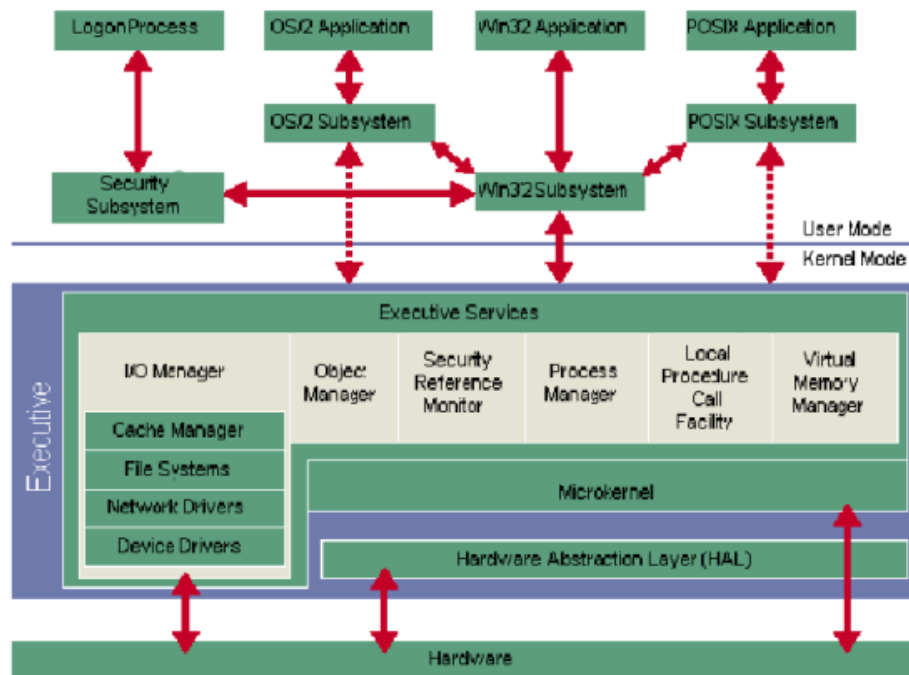 Logon Process
OS/2 Application
Win32 Application
POSIX Application
OS/2 Subsystem
POSIX Subsystem
Security
Subsystem
Win32 Subsystem
User Mode
Kernel Mode
Executive
Executive Services
I/O Manager
Object
Manager
Security
Reference
Monitor
Process
Manager
Local
Procedure
Call
Facility
Virtual
Memory
Manager
Cache Manager
File Systems
Network Drivers
Device Drivers
Microkernel
Hardware Abstraction Layer (HAL)
Hardware